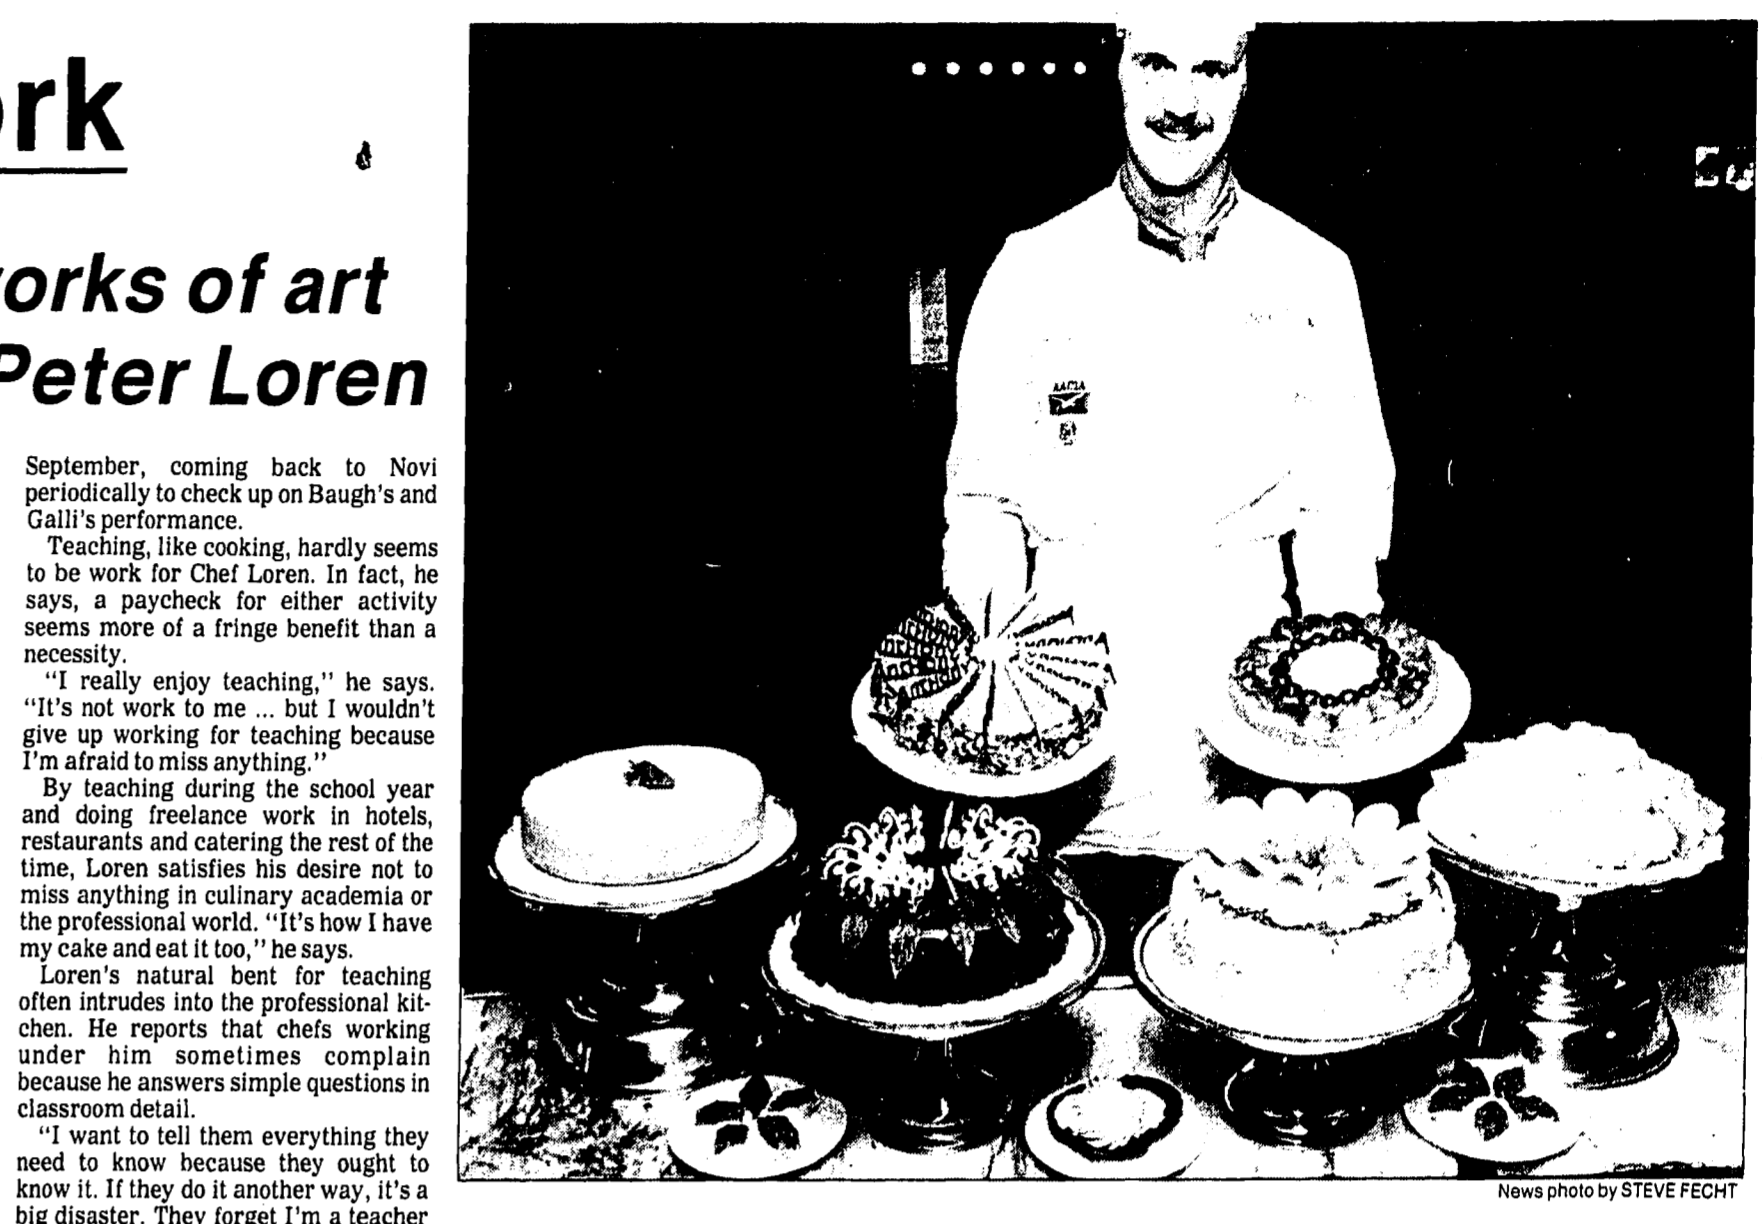 ork
orks of art
Peter Loren
September, coming back to Novi
periodically to check up on Baugh's and
Galli's performance.
Teaching, like cooking, hardly seems
to be work for Chef Loren. In fact, he
says, a paycheck for either activity
seems more of a fringe benefit than a
necessity.
"I really enjoy teaching," he says.
"It's not work to me ... but I wouldn't
give up working for teaching because
I'm afraid to miss anything."
By teaching during the school year
and doing freelance work in hotels,
restaurants and catering the rest of the
time, Loren satisfies his desire not to
miss anything in culinary academia or
the professional world. "It's how I have
my cake and eat it too," he says.
Loren's natural bent for teaching
often intrudes into the professional kit-
chen. He reports that chefs working
under him sometimes complain
because he answers simple questions in
classroom detail.
"I want to tell them everything they
need to know because they ought to
know it. If they do it another way, it's a
big disaster. They forget I'm a teacher
News photo by STEVE FECHT